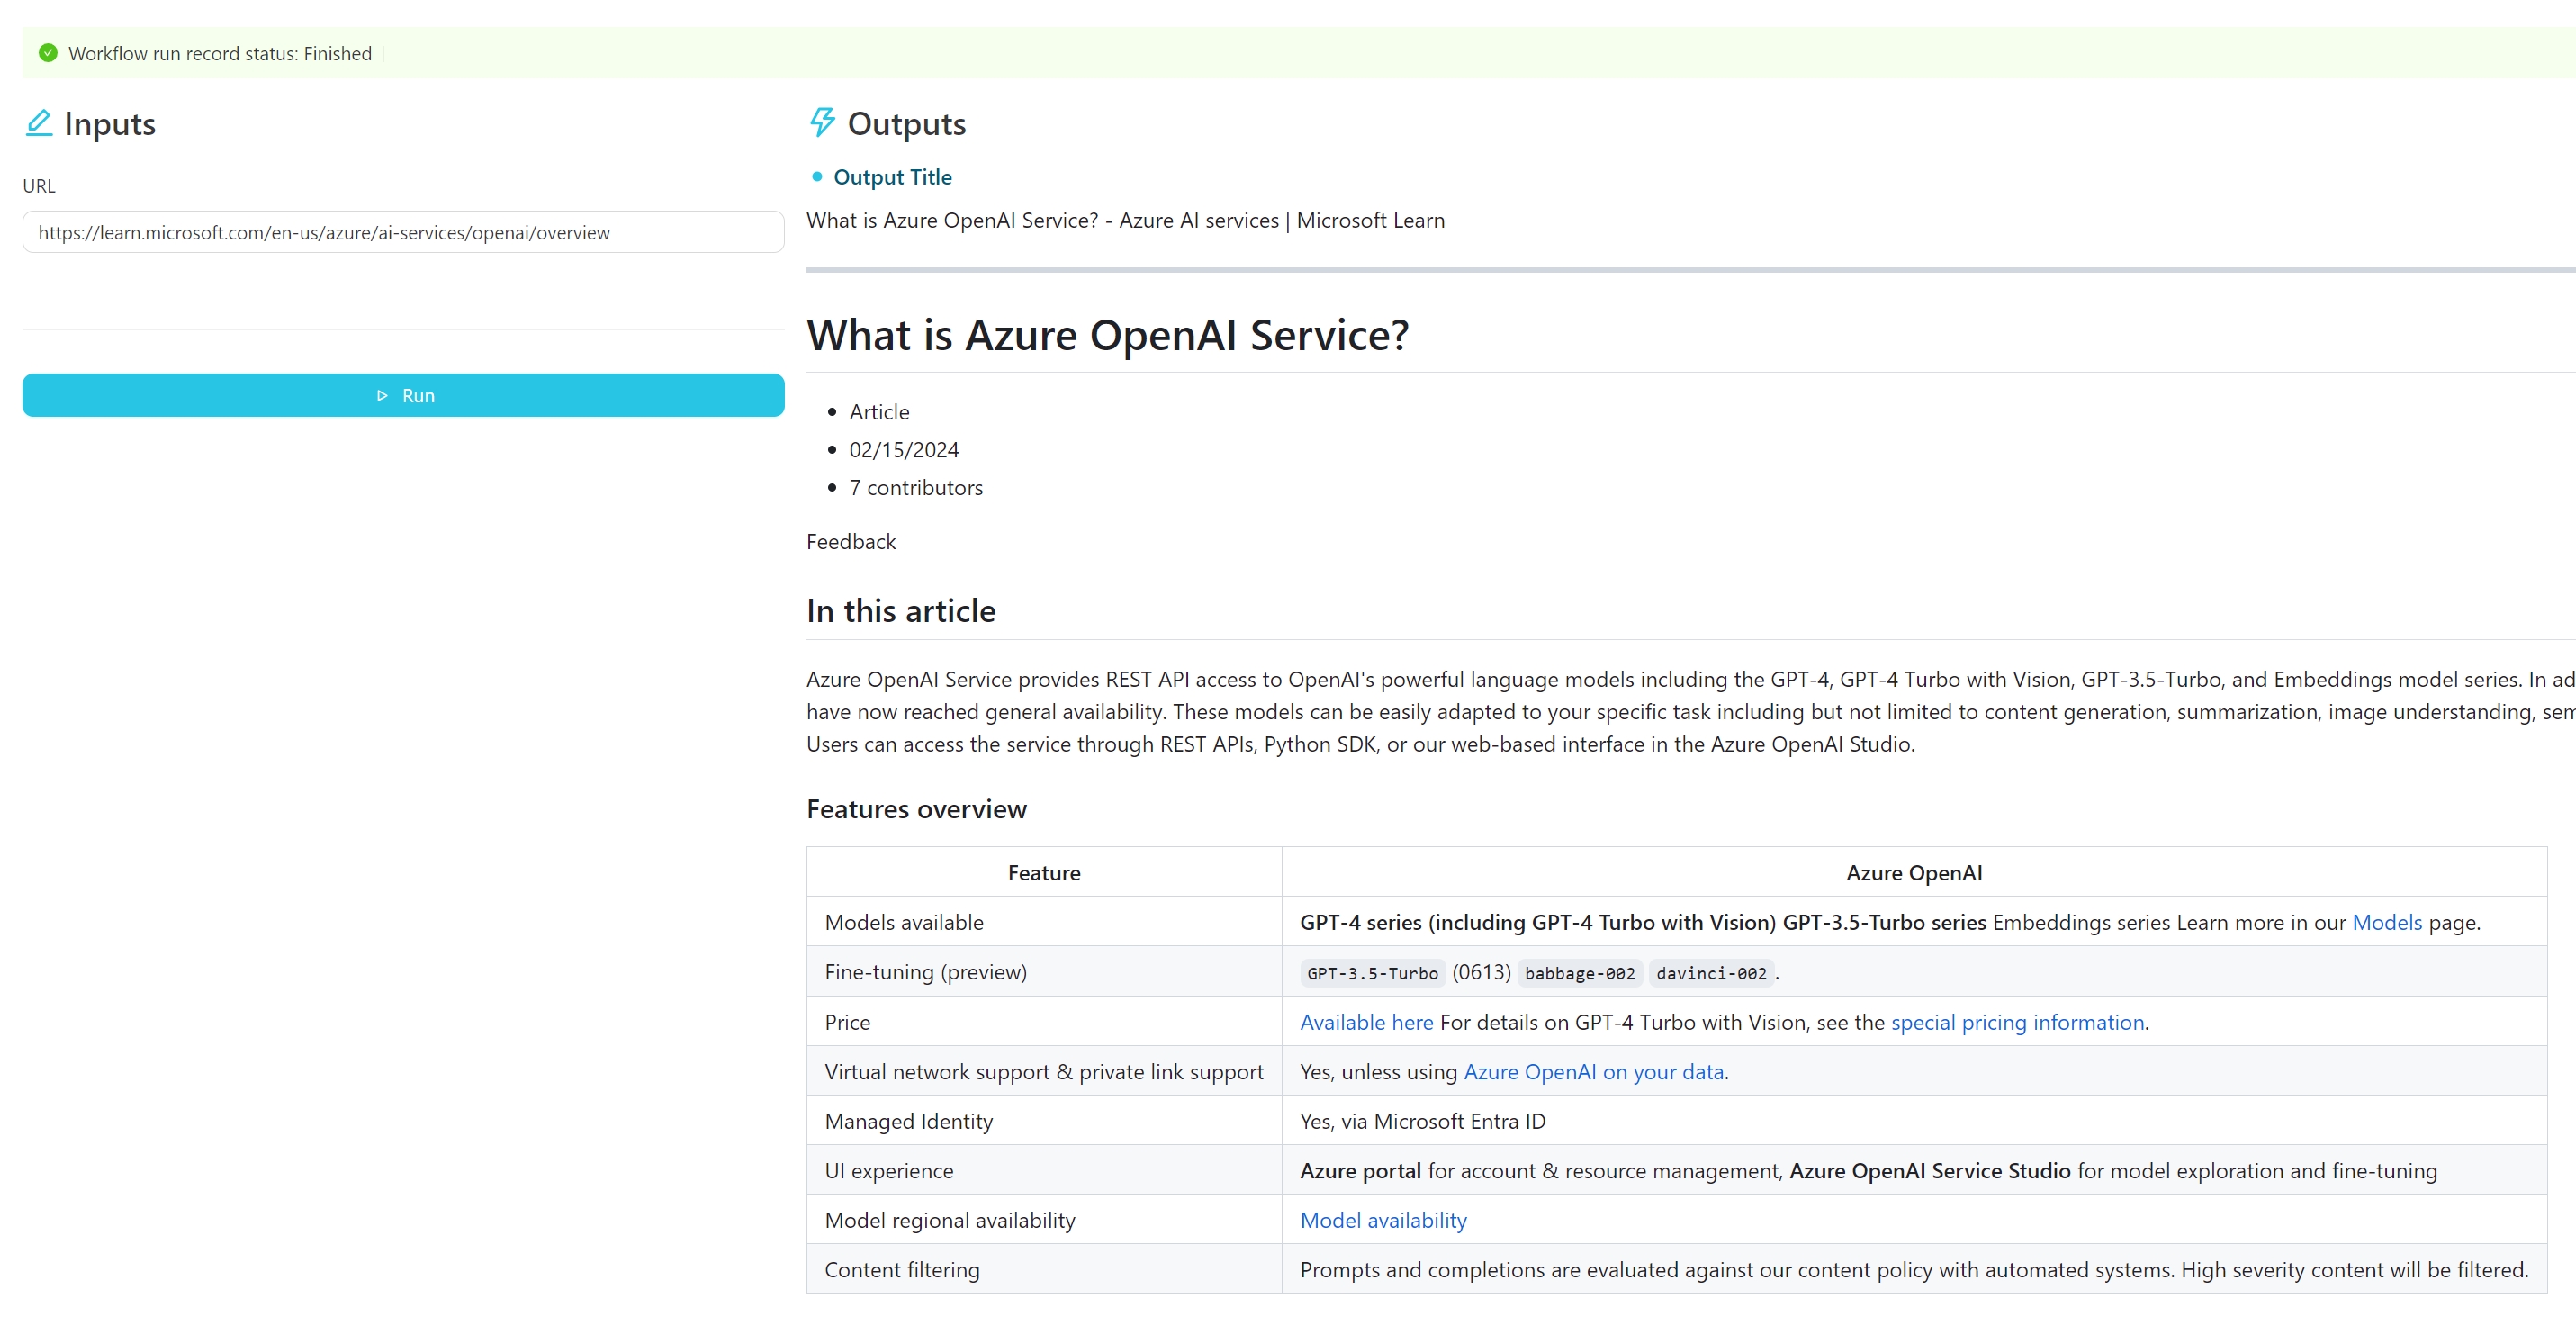 Workflow run record status: Finished
Inputs
URL
https://learn.microsoft.com/en-us/azure/ai-services/openai/overview
Run
Outputs
Output Title
What is Azure OpenAI Service? - Azure AI services | Microsoft Learn
What is Azure OpenAI Service?
Article
02/15/2024
7 contributors
Feedback
In this article
Azure OpenAI Service provides REST API access to OpenAI's powerful language models including the GPT-4, GPT-4 Turbo with Vision, GPT-3.5-Turbo, and Embeddings model series. In
have now reached general availability. These models can be easily adapted to your specific task including but not limited to content generation, summarization, image understanding,
Users can access the service through REST APIs, Python SDK, or our web-based interface in the Azure OpenAI Studio.
Features overview
Feature Azure OpenAI
Models available GPT-4 series (including GPT-4 Turbo with Vision) GPT-3.5-Turbo series Embeddings series Learn more in our Models page.
Fine-tuning (preview) GPT-3.5-Turbo (0613) babbage-002 davinci-002.
Price Available here For details on GPT-4 Turbo with Vision, see the special pricing information.
Virtual network support & private link support Yes, unless using Azure OpenAI on your data.
Managed Identity Yes, via Microsoft Entra ID
UI experience Azure portal for account & resource management, Azure OpenAI Service Studio for model exploration and fine-tuning
Model regional availability Model availability
Content filtering Prompts and completions are evaluated against our content policy with automated systems. High severity content will be filtered.